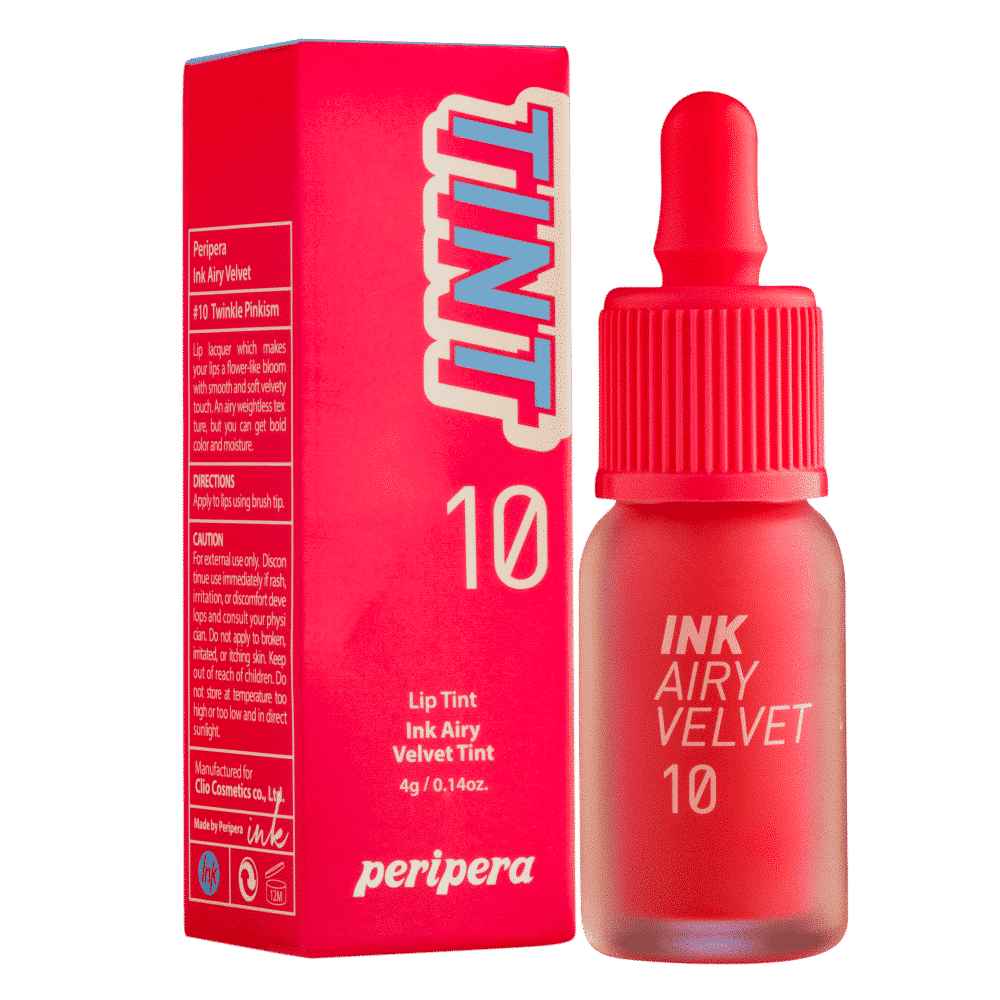 Peripera
Ink Airy Velvet
#10 Twinkle Pinkism
Lip lacquer which makes
your lips a flower-like bloom
with smooth and soft velvety
touch. An airy weightless tex
ture, but you can get bold
color and moisture.
DIRECTIONS
Apply to lips using brush tip.
CAUTION
For external use only. Discon
tinue use immediately if rash,
irritation, or discomfort deve
lops and consult your physi
cian. Do not apply to broken,
irritated, or itching skin. Keep
out of reach of children. Do
not store at temperature too
high or too low and in direct
sunlight.
Manufactured for
Clio Cosmetics co., Ltd.
Made by Peripera ink
ink
12M
TINT
10
Lip Tint
Ink Airy
Velvet Tint
4g / 0.14oz.
peripera
INK
AIRY
VELVET
10